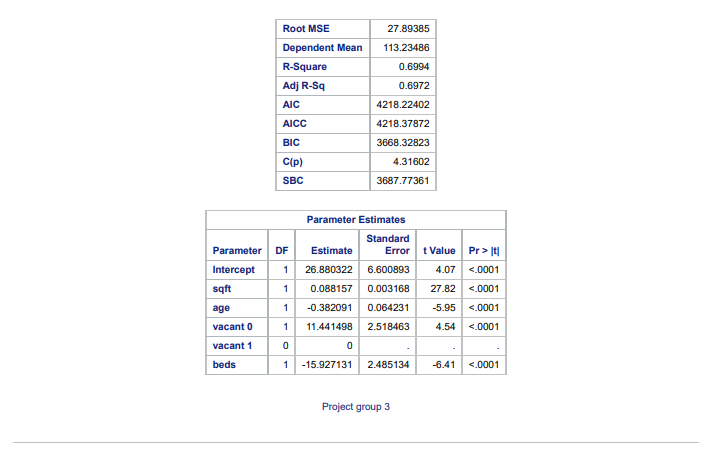 Root MSE 27.89385
Dependent Mean 113.23486
R-Square 0.6994
Adj R-Sq 0.6972
AIC 4218.22402
AICC 4218.37872
BIC 3668.32823
C(p) 4.31602
SBC 3687.77361
Parameter Estimates
Parameter DF Estimate Standard Error t Value Pr > |t|
Intercept 1 26.880322 6.600893 4.07 <.0001
sqft 1 0.088157 0.003168 27.82 <.0001
age 1 -0.382091 0.064231 -5.95 <.0001
vacant 0 1 11.441498 2.518463 4.54 <.0001
vacant 1 0 0 . . .
beds 1 -15.927131 2.485134 -6.41 <.0001
Project group 3